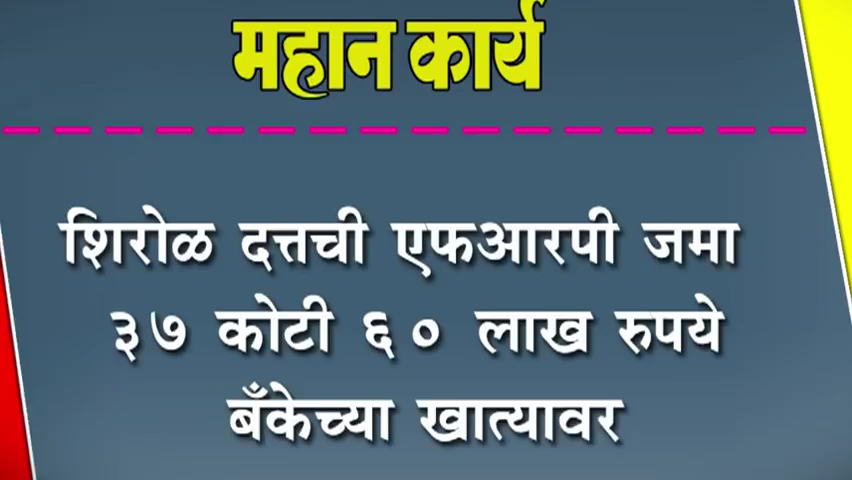 महान कार्य
शिरोळ दत्तची एफआरपी जमा
३७ कोटी ६० लाख रुपये
बँकेच्या खात्यावर